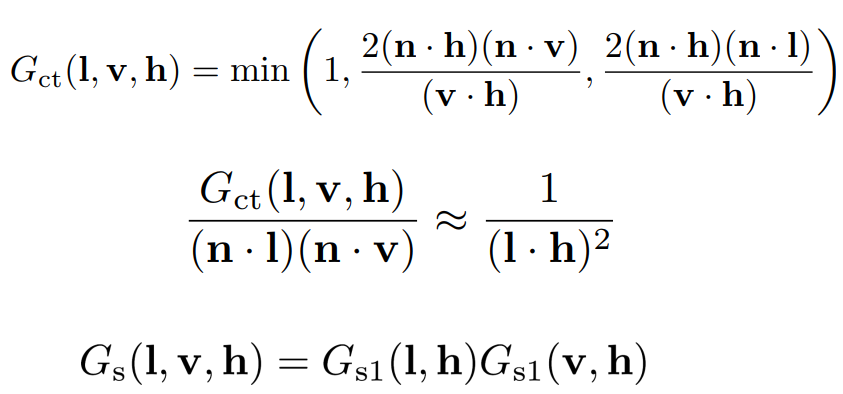 G_ct(l, v, h) = min(1, 2(n · h)(n · v)/(v · h), 2(n · h)(n · l)/(v · h))
G_ct(l, v, h)/((n · l)(n · v)) ≈ 1/(l · h)²
G_s(l, v, h) = G_s1(l, h)G_s1(v, h)